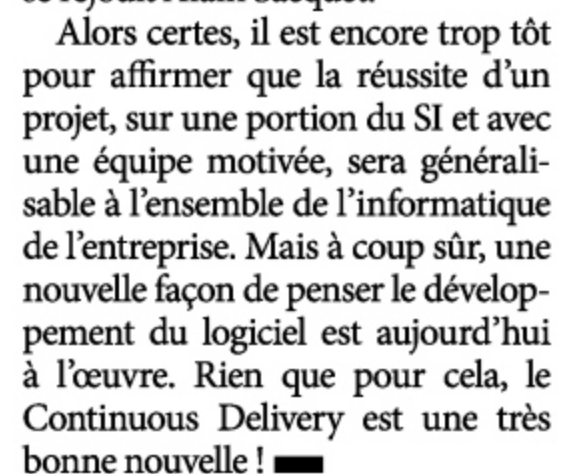 Alors certes, il est encore trop tôt
pour affirmer que la réussite d'un
projet, sur une portion du SI et avec
une équipe motivée, sera générali-
sable à l'ensemble de l'informatique
de l'entreprise. Mais à coup sûr, une
nouvelle façon de penser le dévelop-
pement du logiciel est aujourd'hui
à l'œuvre. Rien que pour cela, le
Continuous Delivery est une très
bonne nouvelle !